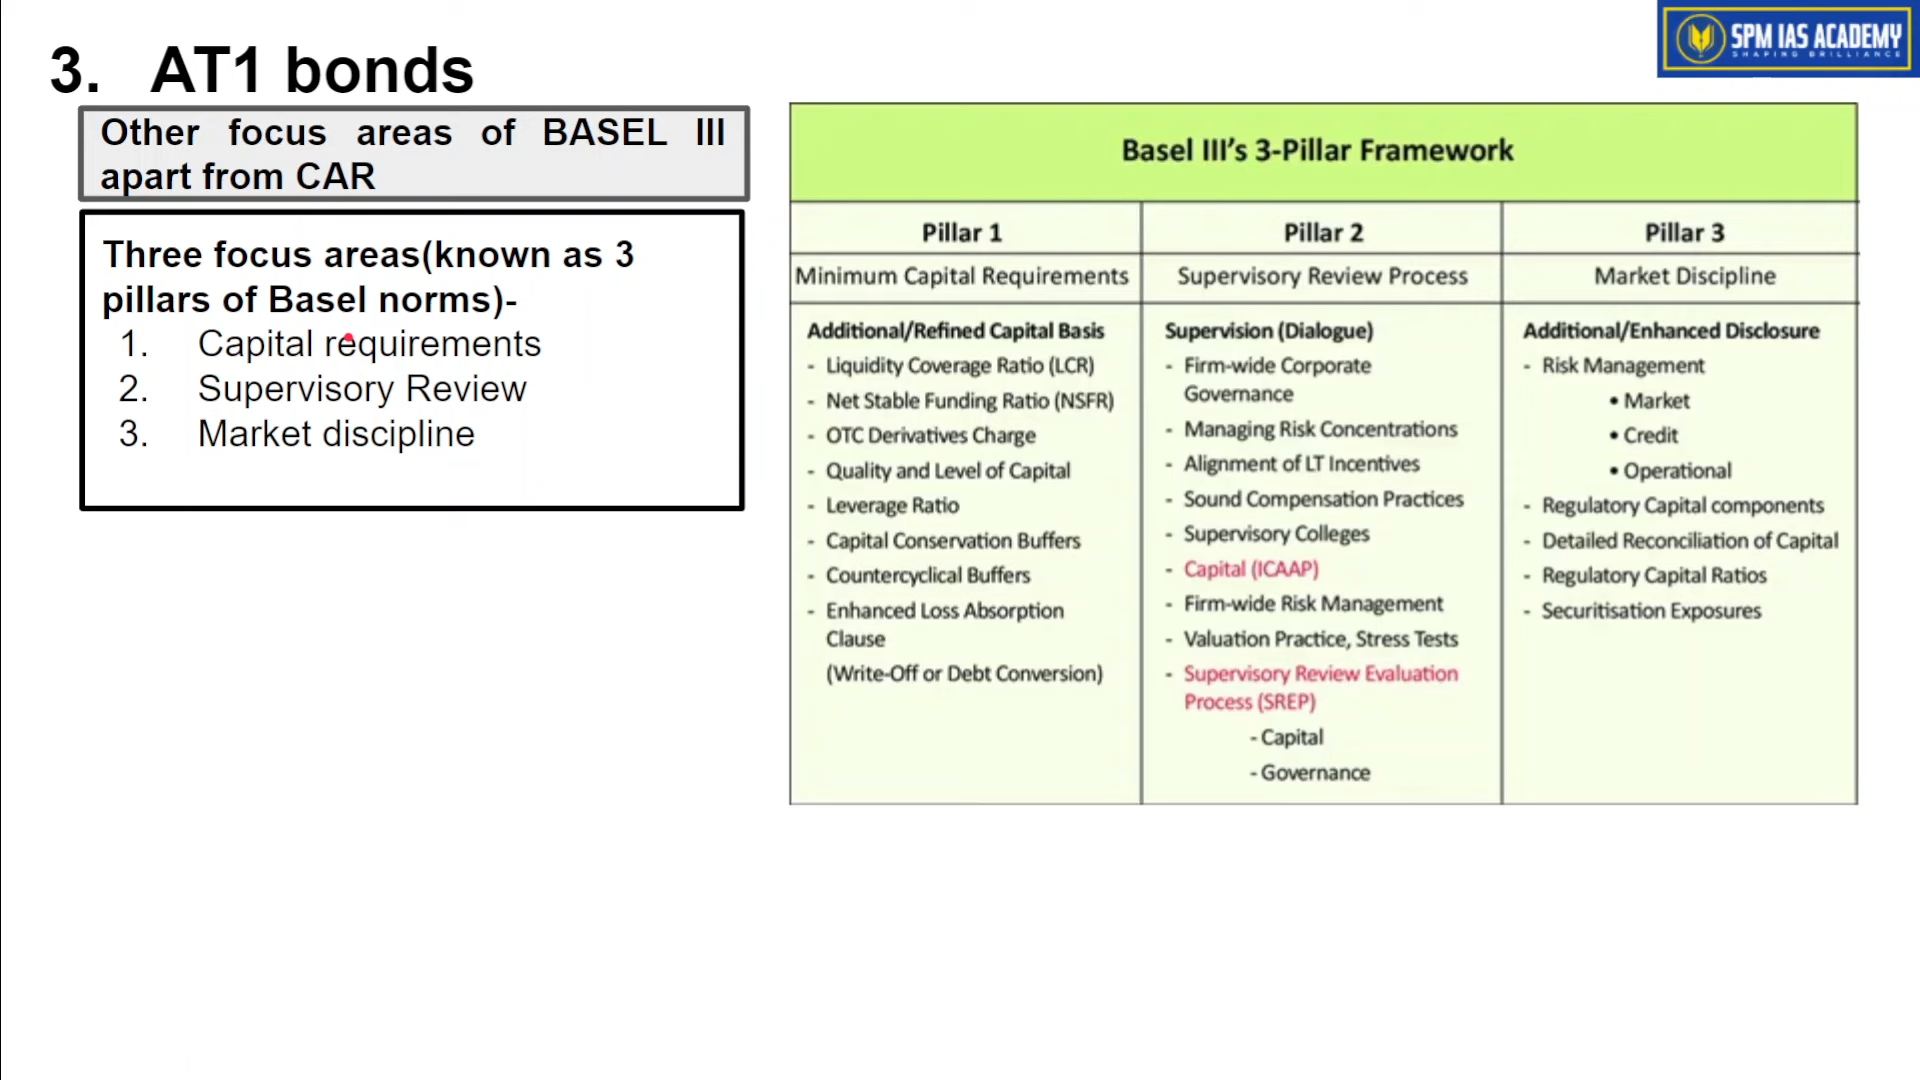 3. AT1 bonds
SPM IAS ACADEMY
SHAPING BRILLIANCE
Other focus areas of BASEL III
apart from CAR
Three focus areas(known as 3
pillars of Basel norms)-
1. Capital requirements
2. Supervisory Review
3. Market discipline
Basel III's 3-Pillar Framework
Pillar 1
Minimum Capital Requirements
Additional/Refined Capital Basis
- Liquidity Coverage Ratio (LCR)
- Net Stable Funding Ratio (NSFR)
- OTC Derivatives Charge
- Quality and Level of Capital
- Leverage Ratio
- Capital Conservation Buffers
- Countercyclical Buffers
- Enhanced Loss Absorption
Clause
(Write-Off or Debt Conversion)
Pillar 2
Supervisory Review Process
Supervision (Dialogue)
- Firm-wide Corporate
Governance
- Managing Risk Concentrations
- Alignment of LT Incentives
- Sound Compensation Practices
- Supervisory Colleges
- Capital (ICAAP)
- Firm-wide Risk Management
- Valuation Practice, Stress Tests
- Supervisory Review Evaluation
Process (SREP)
- Capital
- Governance
Pillar 3
Market Discipline
Additional/Enhanced Disclosure
- Risk Management
• Market
• Credit
• Operational
- Regulatory Capital components
- Detailed Reconciliation of Capital
- Regulatory Capital Ratios
- Securitisation Exposures